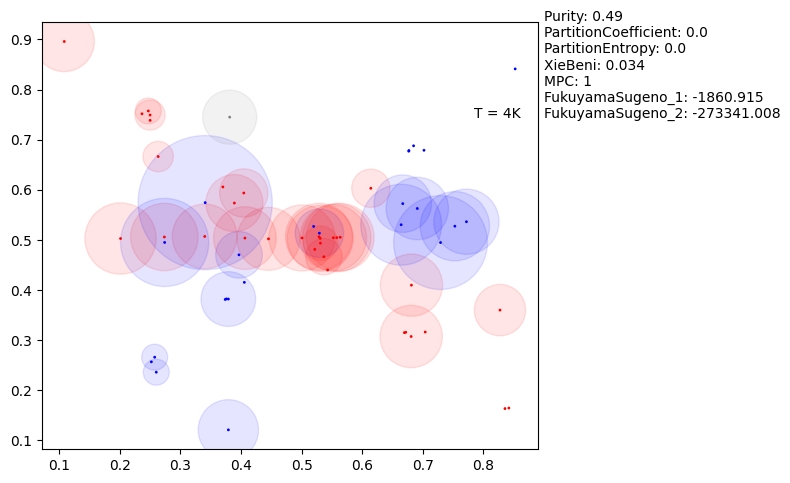 Purity: 0.49
PartitionCoefficient: 0.0
PartitionEntropy: 0.0
XieBeni: 0.034
MPC: 1
FukuyamaSugeno_1: -1860.915
FukuyamaSugeno_2: -273341.008
T = 4K
0.9
0.8
0.7
0.6
0.5
0.4
0.3
0.2
0.1
0.1 0.2 0.3 0.4 0.5 0.6 0.7 0.8